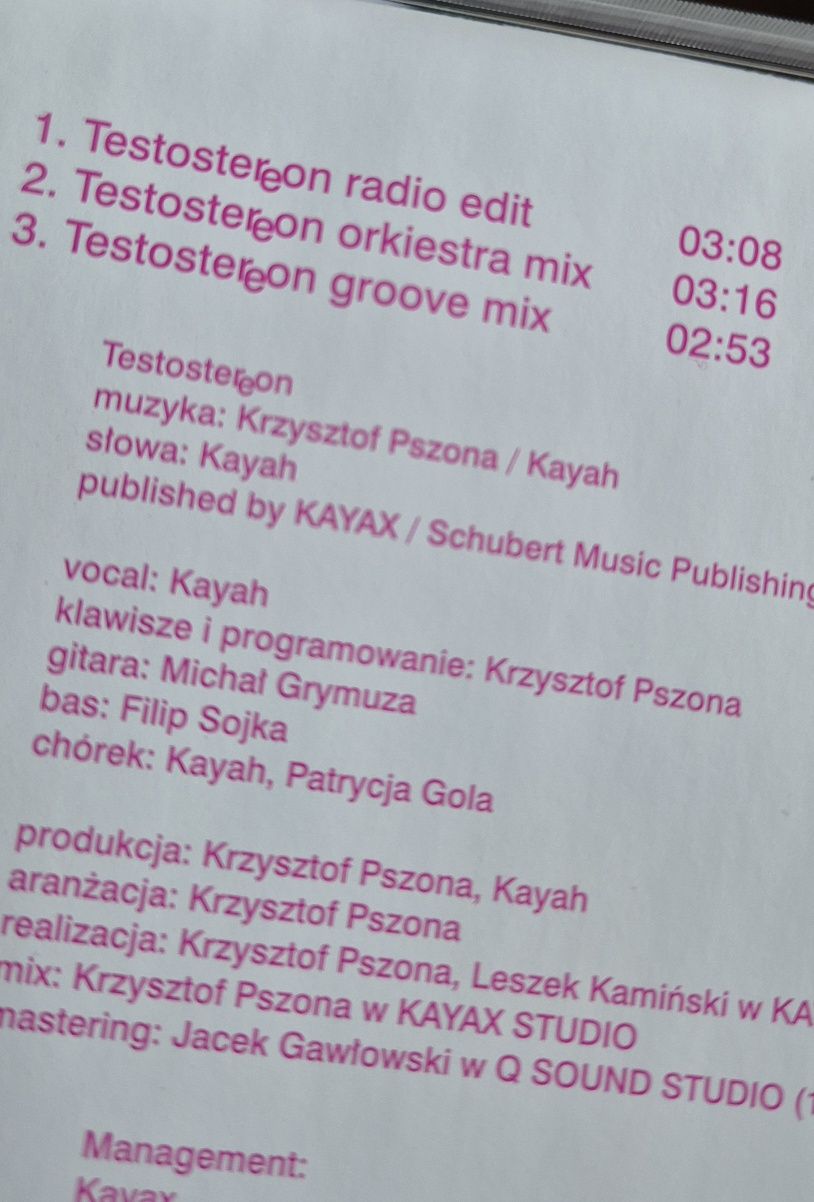 1. Testostereon radio edit 03:08
2. Testostereon orkiestra mix 03:16
3. Testostereon groove mix 02:53
Testostereon
muzyka: Krzysztof Pszona / Kayah
słowa: Kayah
published by KAYAX / Schubert Music Publishing
vocal: Kayah
klawisze i programowanie: Krzysztof Pszona
gitara: Michał Grymuza
bas: Filip Sojka
chórek: Kayah, Patrycja Gola
produkcja: Krzysztof Pszona, Kayah
aranżacja: Krzysztof Pszona
realizacja: Krzysztof Pszona, Leszek Kamiński w
mix: Krzysztof Pszona w KAYAX STUDIO
mastering: Jacek Gawłowski w Q SOUND STUDIO
Management:
Kayax